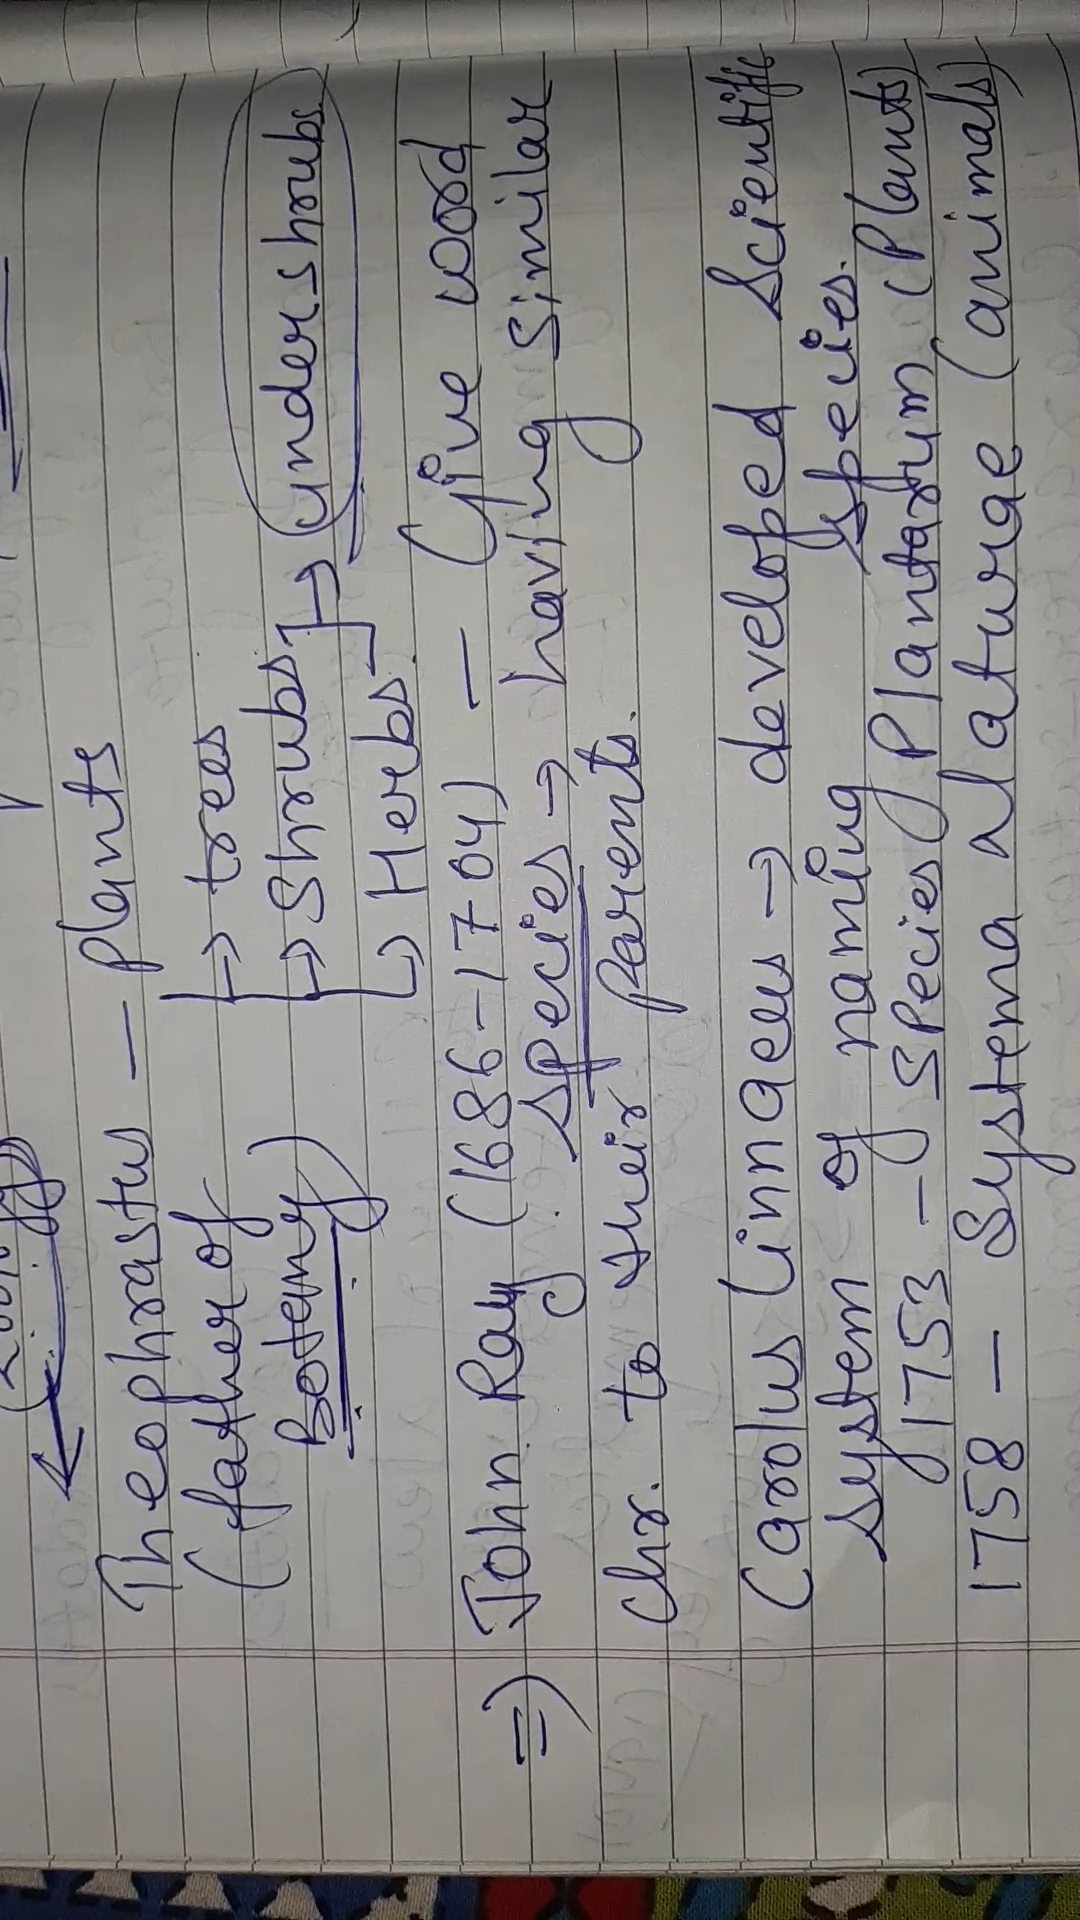 Theophrastus — plants
(father of → trees
Botany) → Shrubs → undershrubs
→ Herbs
⇒ John Ray (1686-1704) — Give word
species → having similar
Chr. to their parents.
Carolus Linnaeus → developed Scientific
system of naming species.
1753 - Species Plantarum (Plants)
1758 - Systema Naturae (animals)